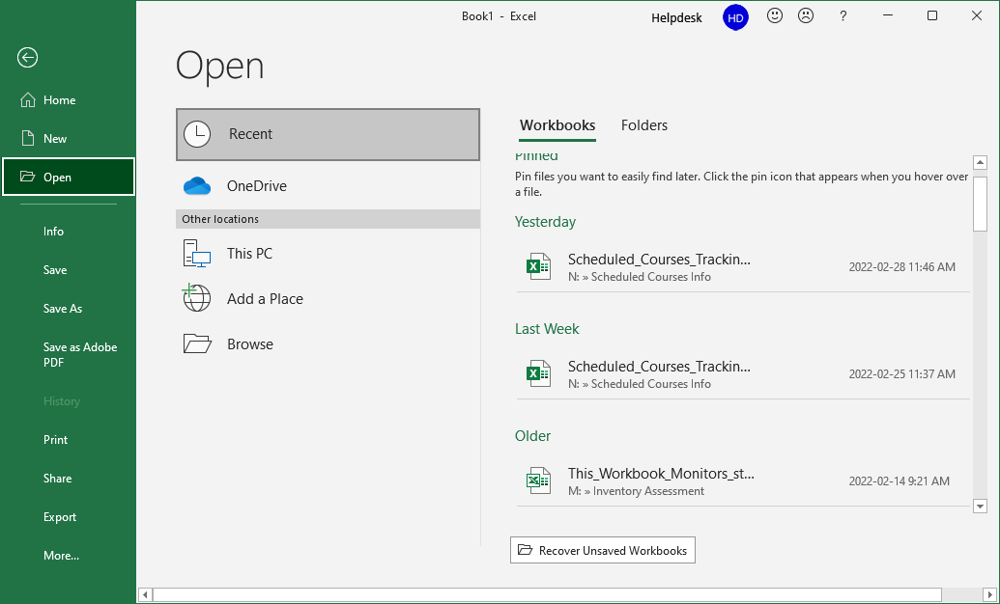 Book1 - Excel
Helpdesk
HD
?
Home
New
Open
Info
Save
Save As
Save as Adobe
PDF
History
Print
Share
Export
More...
Open
Recent
OneDrive
Other locations
This PC
Add a Place
Browse
Workbooks Folders
Pinned
Pin files you want to easily find later. Click the pin icon that appears when you hover over
a file.
Yesterday
Scheduled_Courses_Trackin...
N: » Scheduled Courses Info
2022-02-28 11:46 AM
Last Week
Scheduled_Courses_Trackin...
N: » Scheduled Courses Info
2022-02-25 11:37 AM
Older
This_Workbook_Monitors_st...
M: » Inventory Assessment
2022-02-14 9:21 AM
Recover Unsaved Workbooks